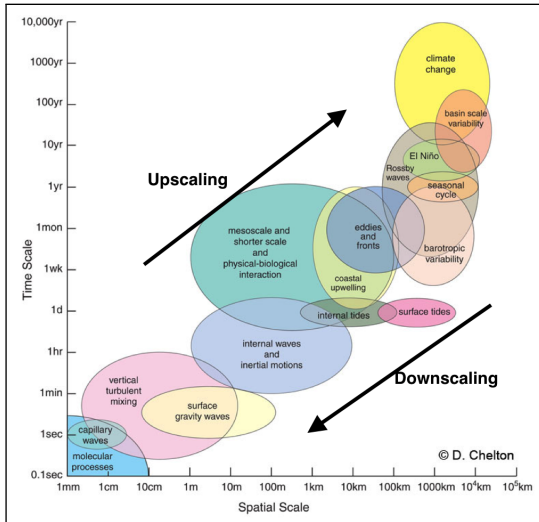 10,000yr
1000yr
100yr
10yr
1yr
1mon
1wk
1d
1hr
1min
1sec
0.1sec
Time Scale
climate
change
basin scale
variability
El Niño
Rossby
waves
seasonal
cycle
Upscaling
mesoscale and
shorter scale
and
physical-biological
interaction
eddies
and
fronts
barotropic
variability
coastal
upwelling
internal tides
surface tides
internal waves
and
inertial motions
Downscaling
vertical
turbulent
mixing
surface
gravity waves
capillary
waves
molecular
processes
© D. Chelton
1mm
1cm
10cm
1m
10m
100m
1km
10km
100km
1000km
10⁴km
10⁵km
Spatial Scale